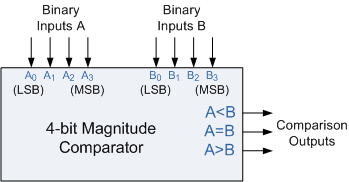 Binary Inputs A
Binary Inputs B
A0 A1 A2 A3 B0 B1 B2 B3
(LSB) (MSB) (LSB) (MSB)
4-bit Magnitude Comparator
A<B
A=B
A>B
Comparison Outputs